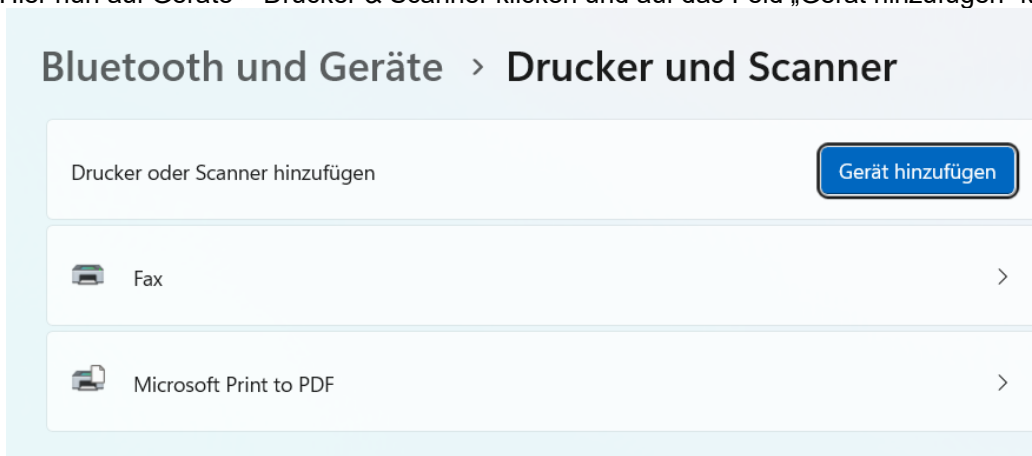 Hier nun auf Geräte – Drucker & Scanner klicken und auf das Feld „Gerät hinzufügen“
Bluetooth und Geräte > Drucker und Scanner
Drucker oder Scanner hinzufügen
Gerät hinzufügen
Fax
Microsoft Print to PDF